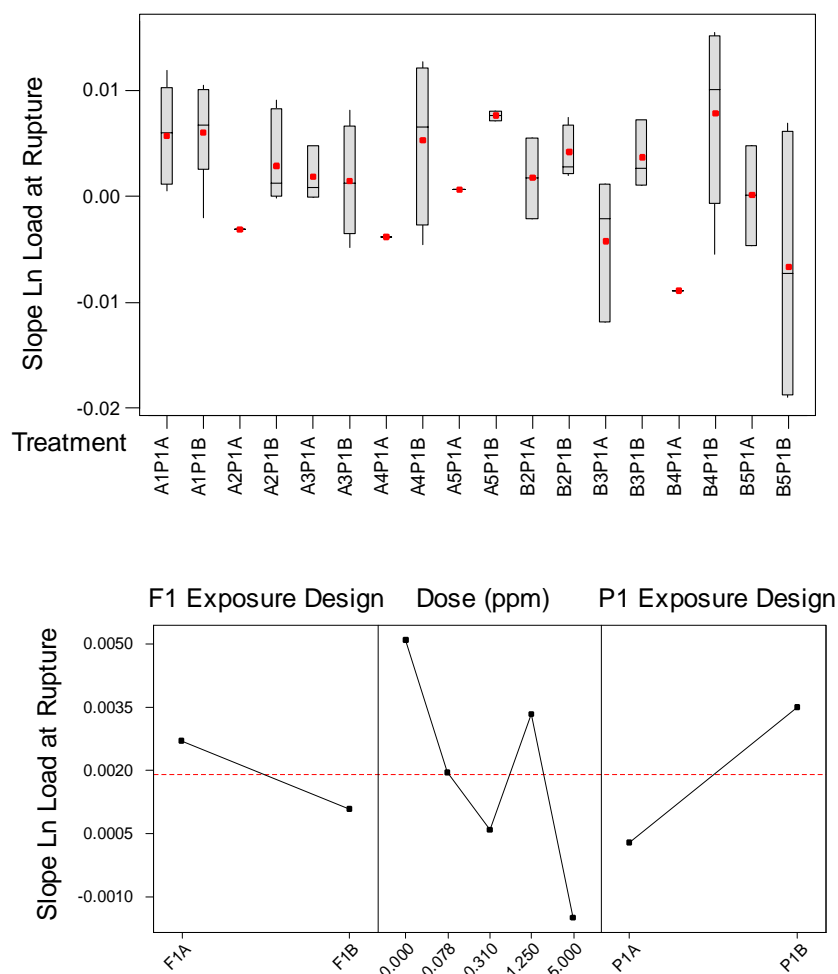 Slope Ln Load at Rupture
0.01
0.00
-0.01
-0.02
Treatment
A1P1A
A1P1B
A2P1A
A2P1B
A3P1A
A3P1B
A4P1A
A4P1B
A5P1A
A5P1B
B2P1A
B2P1B
B3P1A
B3P1B
B4P1A
B4P1B
B5P1A
B5P1B
F1 Exposure Design Dose (ppm) P1 Exposure Design
Slope Ln Load at Rupture
0.0050
0.0035
0.0020
0.0005
-0.0010
F1A
F1B
0.000
0.078
0.310
1.250
5.000
P1A
P1B